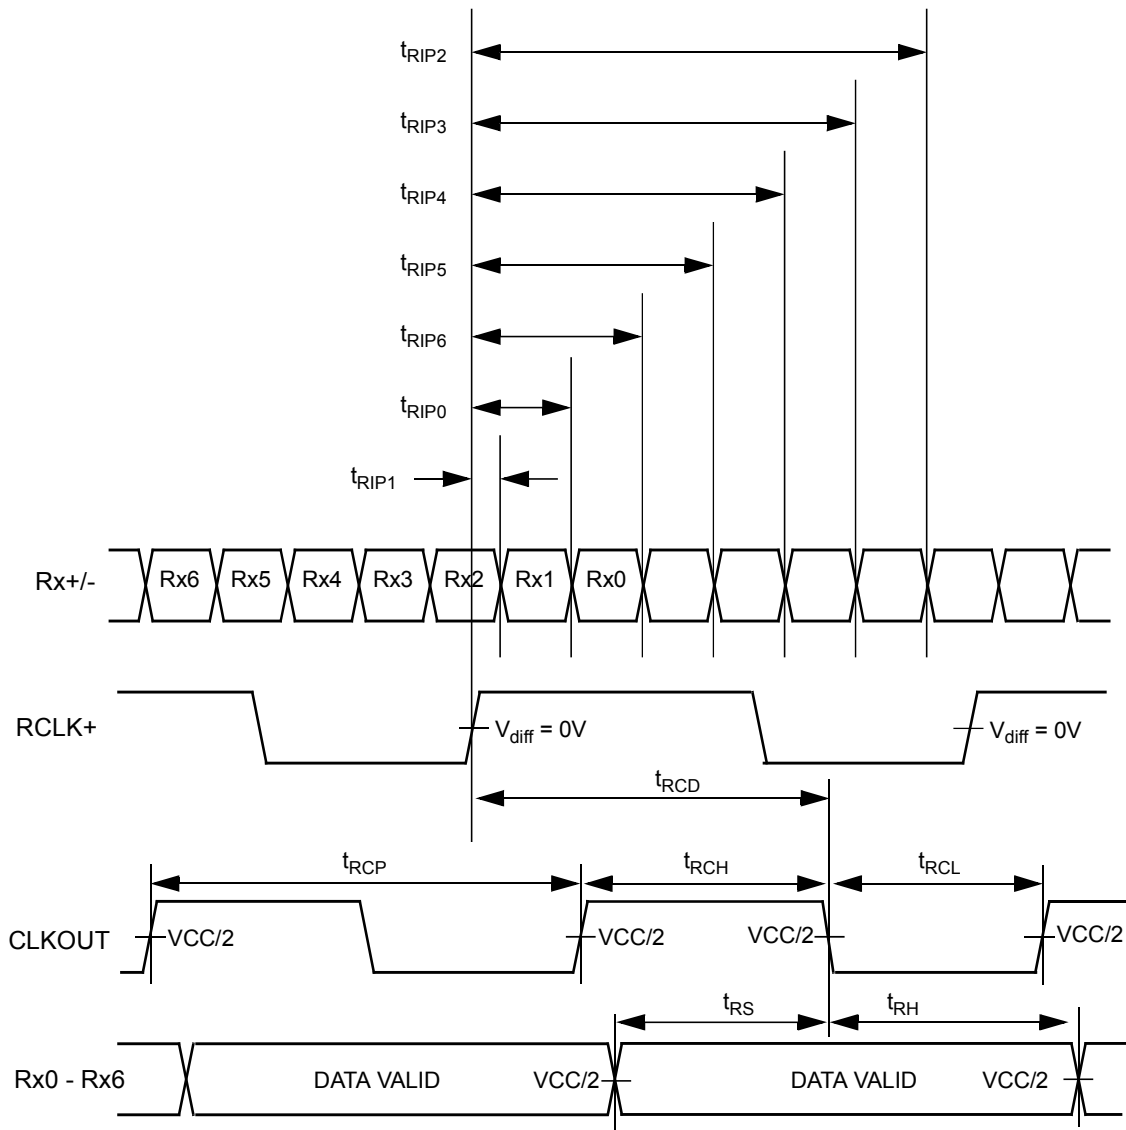 tRIP2
tRIP3
tRIP4
tRIP5
tRIP6
tRIP0
tRIP1
Rx+/- Rx6 Rx5 Rx4 Rx3 Rx2 Rx1 Rx0
RCLK+ Vdiff = 0V Vdiff = 0V
tRCD
tRCP tRCH tRCL
CLKOUT VCC/2 VCC/2 VCC/2 VCC/2
tRS tRH
Rx0 - Rx6 DATA VALID VCC/2 DATA VALID VCC/2